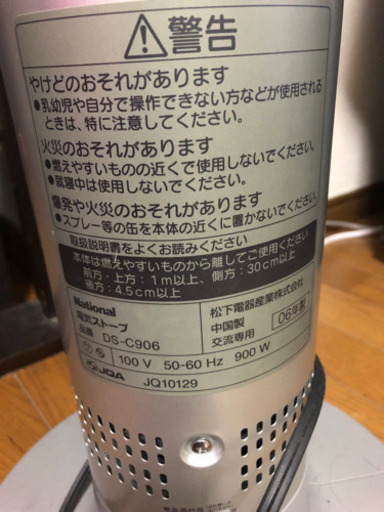 警告
やけどのおそれがあります
●乳幼児や自分で操作できない方などが使用される
ときは、特に注意してください。
火災のおそれがあります
●燃えやすいものの近くで使用しないでください。
●就寝中は使用しないでください。
爆発や火災のおそれがあります
●スプレー等の缶を本体の近くに置かないでください。
取扱説明書をよくお読みください
本体は燃えやすいものから離してご使用ください
前方・上方:1m以上、側方:30cm以上
後方:4.5cm以上
National 松下電器産業株式会社
電気ストーブ 中国製 06年製
品番 DS-C906 交流専用
100 V 50-60 Hz 900 W
JQA JQ10129